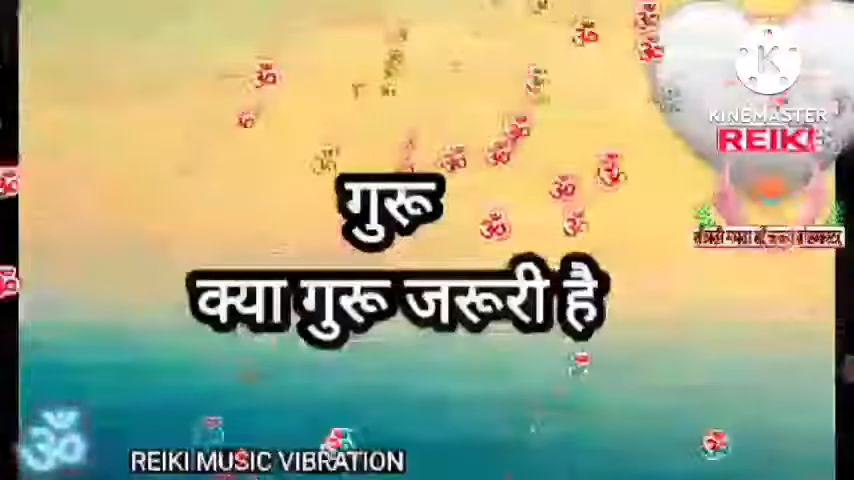 KINEMASTER
REIKI
गुरू
क्या गुरू जरूरी है
REIKI MUSIC VIBRATION